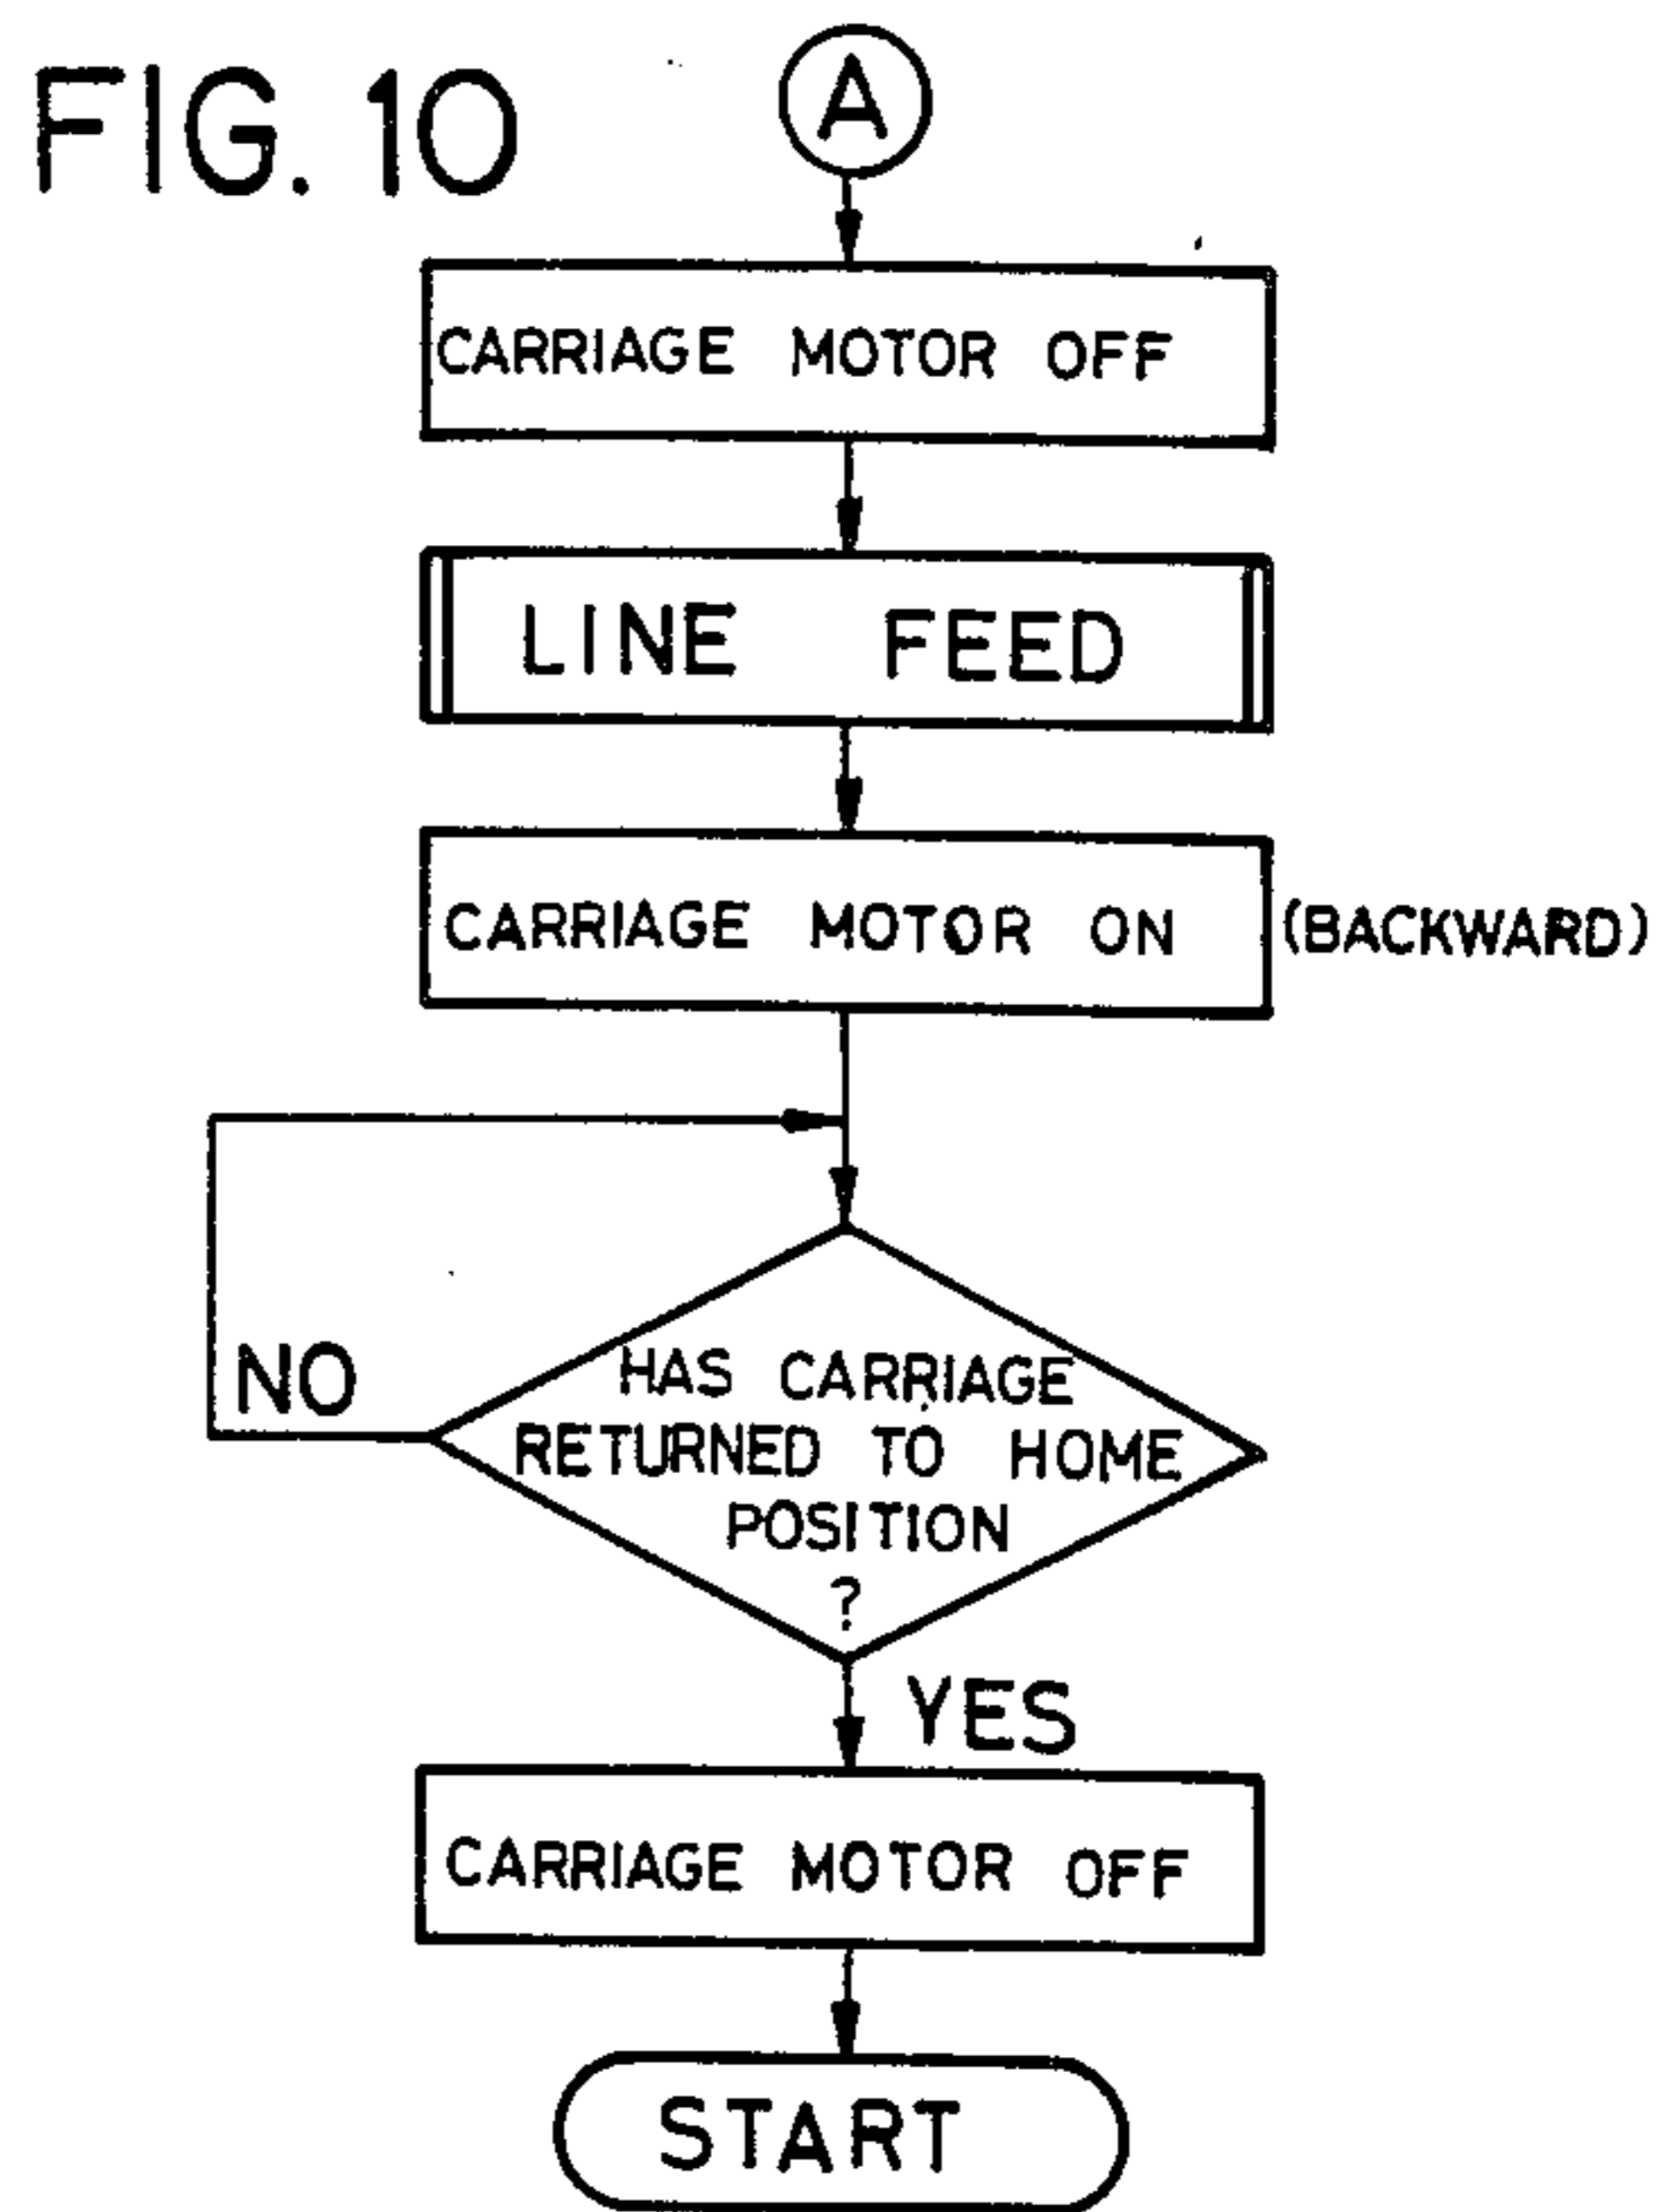 FIG. 10
A
CARRIAGE MOTOR OFF
LINE FEED
CARRIAGE MOTOR ON (BACKWARD)
NO
HAS CARRIAGE
RETURNED TO HOME
POSITION
?
YES
CARRIAGE MOTOR OFF
START